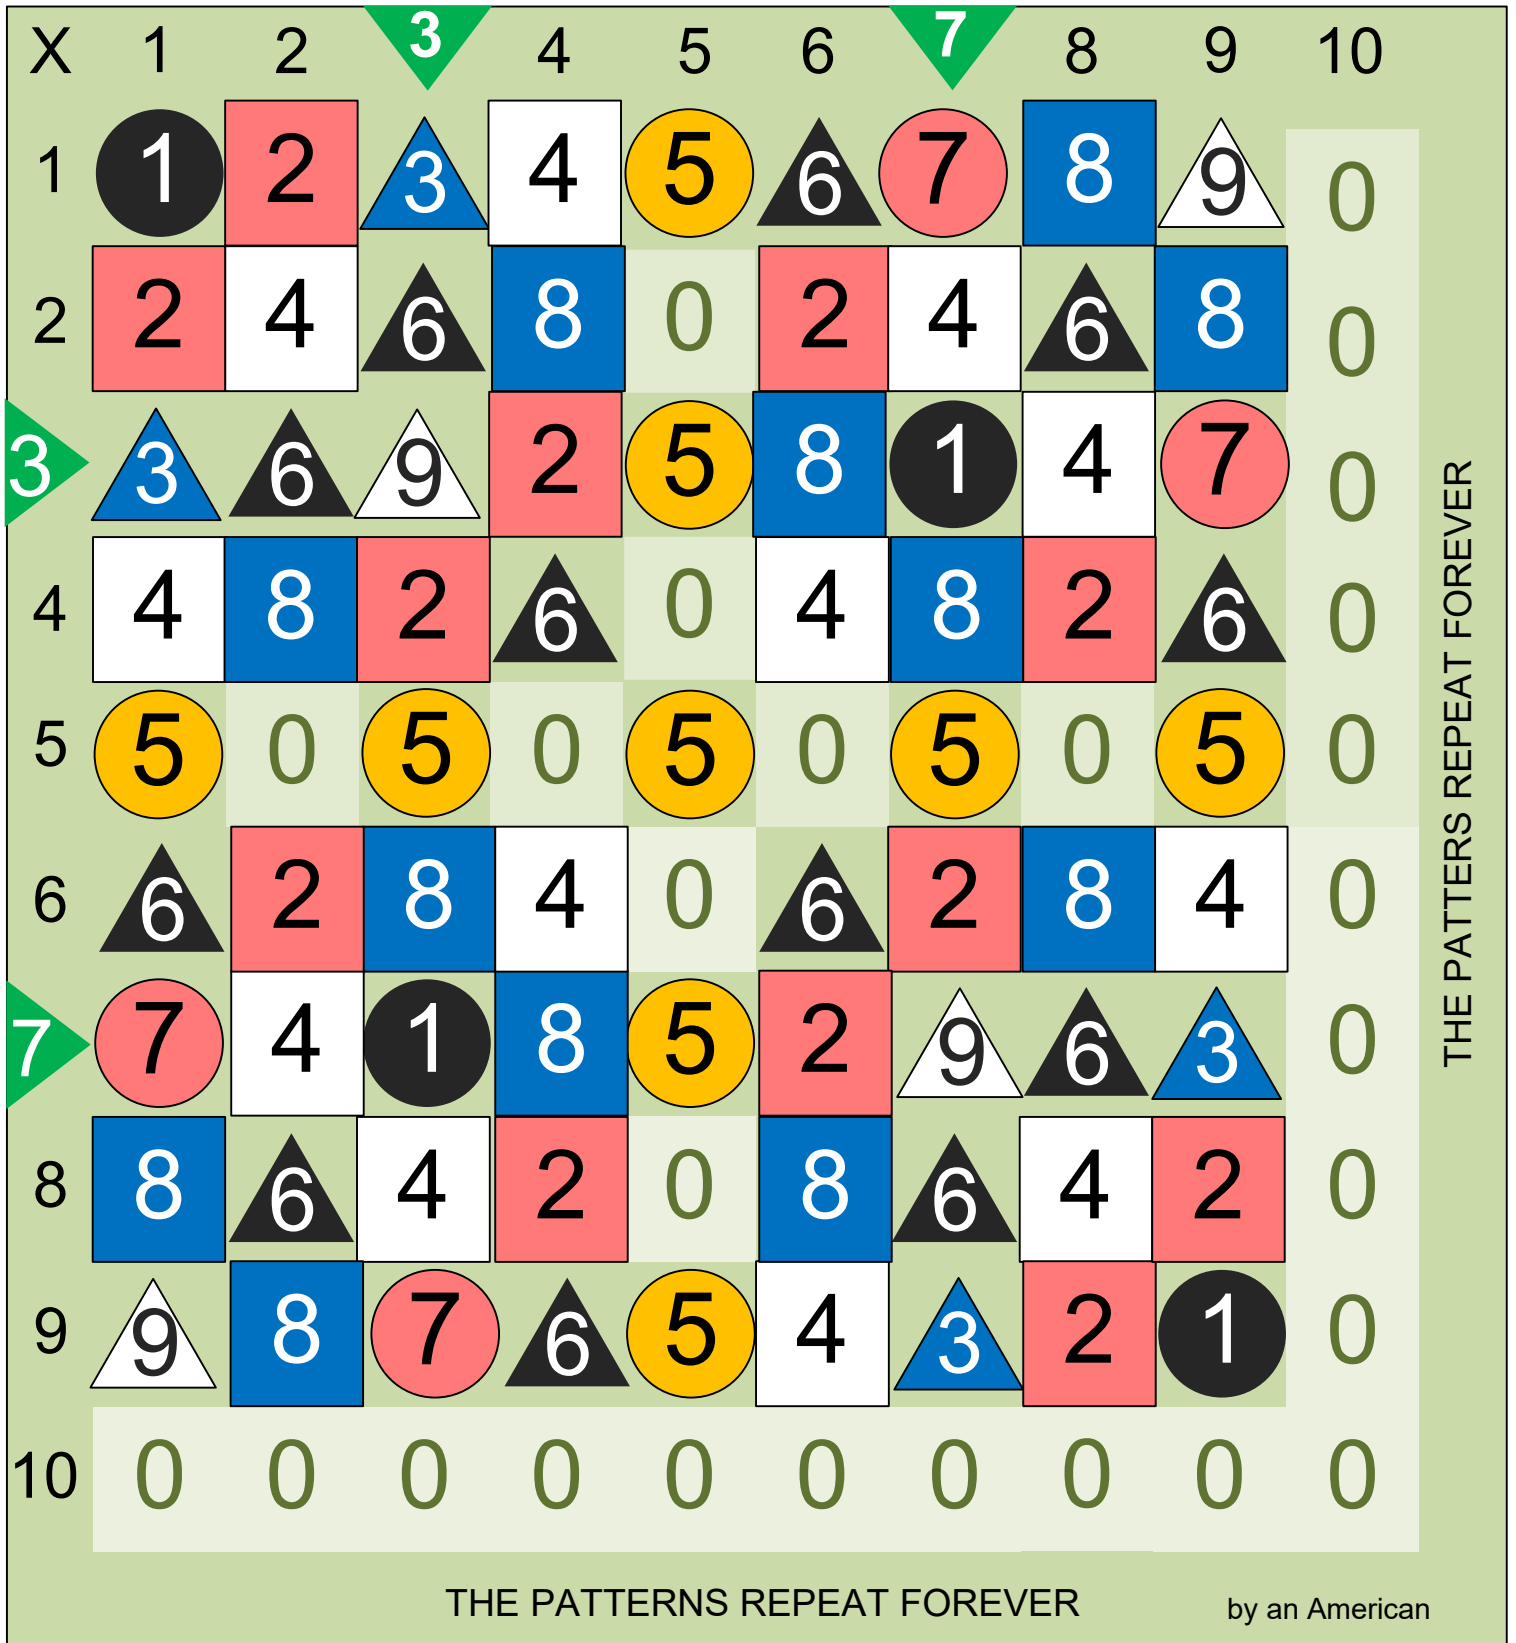 X 1 2 3 4 5 6 7 8 9 10
1 1 2 3 4 5 6 7 8 9 0
2 2 4 6 8 0 2 4 6 8 0
3 3 6 9 2 5 8 1 4 7 0
4 4 8 2 6 0 4 8 2 6 0
5 5 0 5 0 5 0 5 0 5 0
6 6 2 8 4 0 6 2 8 4 0
7 7 4 1 8 5 2 9 6 3 0
8 8 6 4 2 0 8 6 4 2 0
9 9 8 7 6 5 4 3 2 1 0
10 0 0 0 0 0 0 0 0 0 0
THE PATTERS REPEAT FOREVER
THE PATTERNS REPEAT FOREVER
by an American